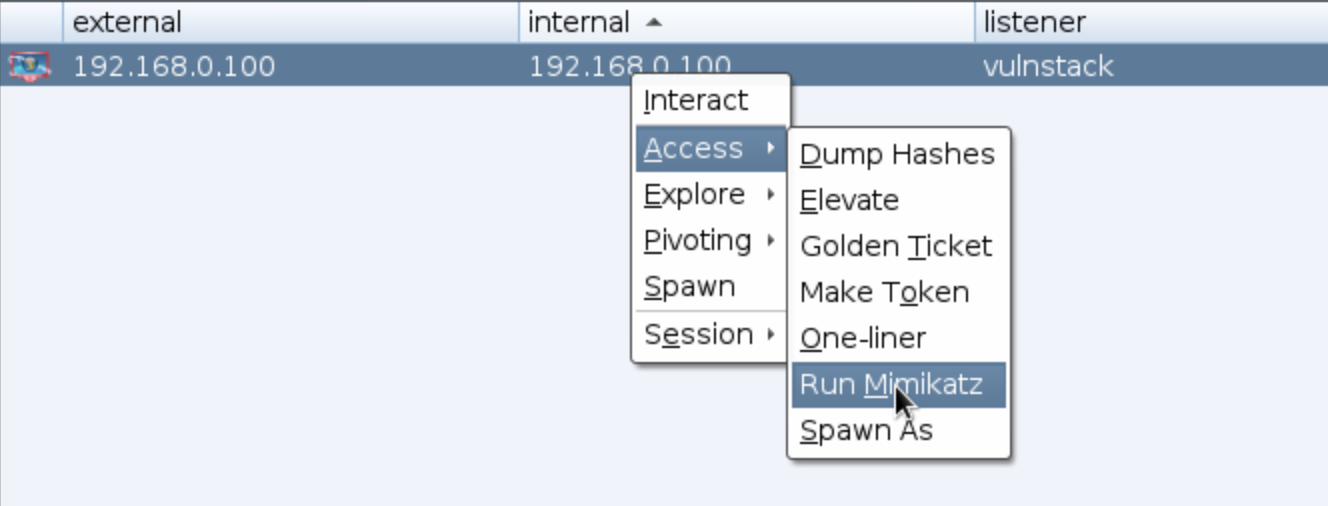 external internal listener
192.168.0.100 192.168.0.100 vulnstack
Interact
Access
Explore
Pivoting
Spawn
Session
Dump Hashes
Elevate
Golden Ticket
Make Token
One-liner
Run Mimikatz
Spawn As